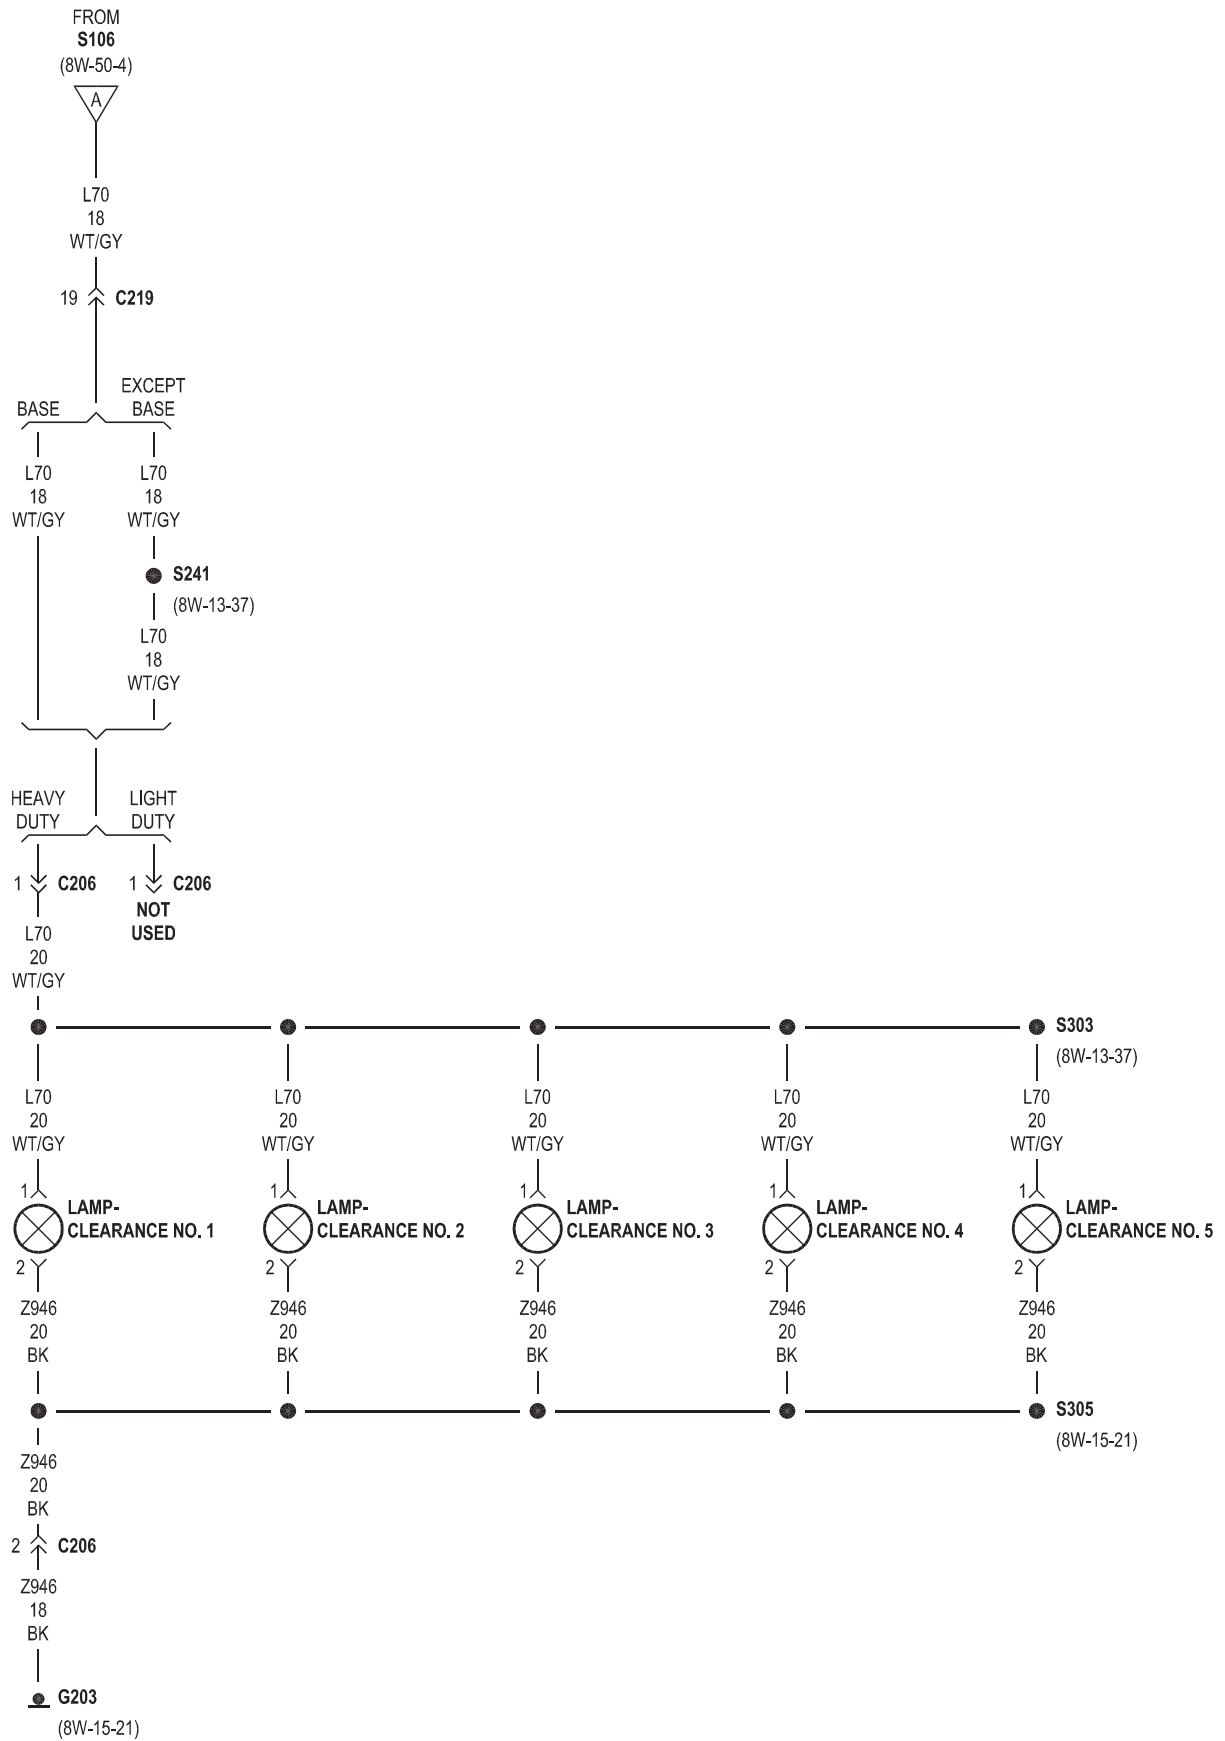 FROM
S106
(8W-50-4)
A
L70
18
WT/GY
19 C219
BASE
EXCEPT
BASE
L70
18
WT/GY
L70
18
WT/GY
S241
(8W-13-37)
L70
18
WT/GY
HEAVY
DUTY
LIGHT
DUTY
1 C206
1 C206
NOT
USED
L70
20
WT/GY
S303
(8W-13-37)
L70 L70 L70 L70 L70
20 20 20 20 20
WT/GY WT/GY WT/GY WT/GY WT/GY
1 1 1 1 1
LAMP-
CLEARANCE NO. 1
LAMP-
CLEARANCE NO. 2
LAMP-
CLEARANCE NO. 3
LAMP-
CLEARANCE NO. 4
LAMP-
CLEARANCE NO. 5
2 2 2 2 2
Z946 Z946 Z946 Z946 Z946
20 20 20 20 20
BK BK BK BK BK
S305
(8W-15-21)
Z946
20
BK
2 C206
Z946
18
BK
G203
(8W-15-21)